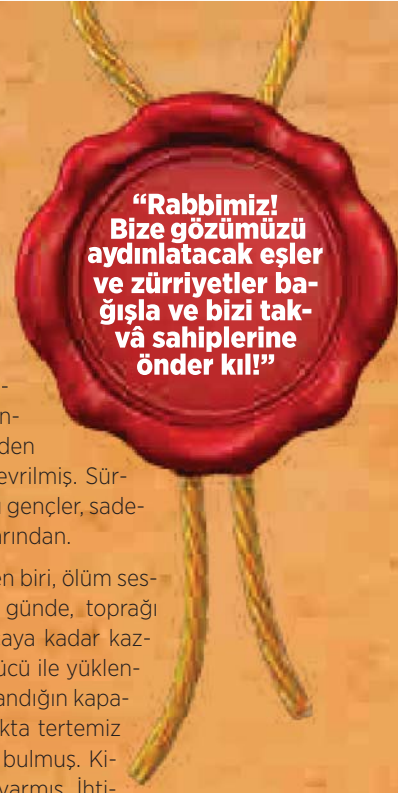 “Rabbimiz!
Bize gözümüzü
aydınlatacak eşler
ve zürriyetler ba-
ğışla ve bizi tak-
vâ sahiplerine
önder kıl!”
-
n-
den
evrilmiş. Sür-
gençler, sade-
arından.
en biri, ölüm ses-
günde, toprağı
aya kadar kaz-
ücü ile yüklen-
andığın kapa-
kta tertemiz
bulmuş. Ki-
varmış. İhti-